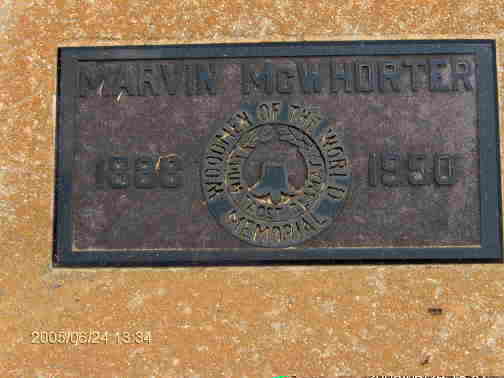 MARVIN McWHORTER
WOODMEN OF THE WORLD
MEMORIAL
1950
2005/06/24 13:34